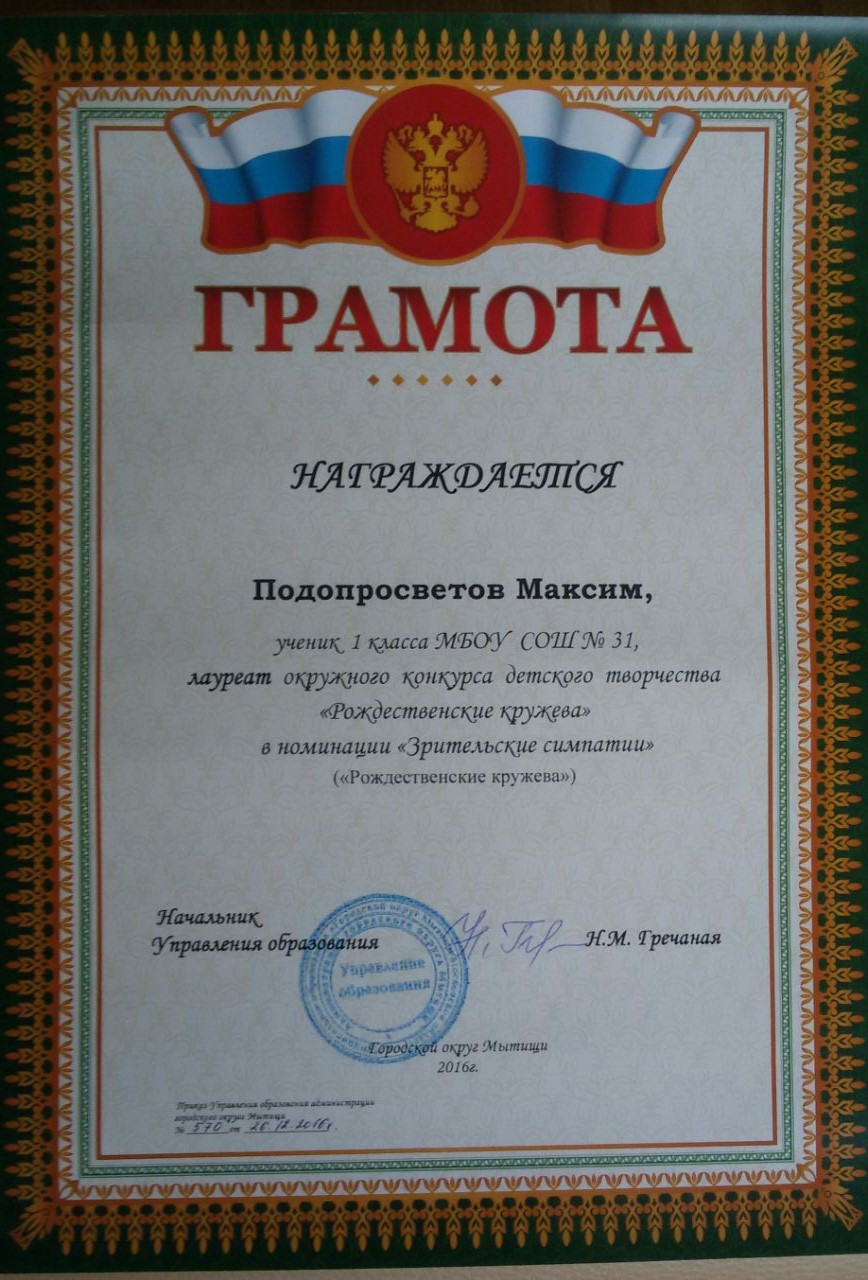 ГРАМОТА
НАГРАЖДАЕТСЯ
Подопросветов Максим,
ученик 1 класса МБОУ СОШ № 31,
лауреат окружного конкурса детского творчества
«Рождественские кружева»
в номинации «Зрительские симпатии»
(«Рождественские кружева»)
Начальник
Управления образования
Н.М. Гречаная
Управление
образования
Городской округ Мытищи
2016г.
Приказ Управления образования администрации
городского округа Мытищи
№ 570 от 26.12.2016г.